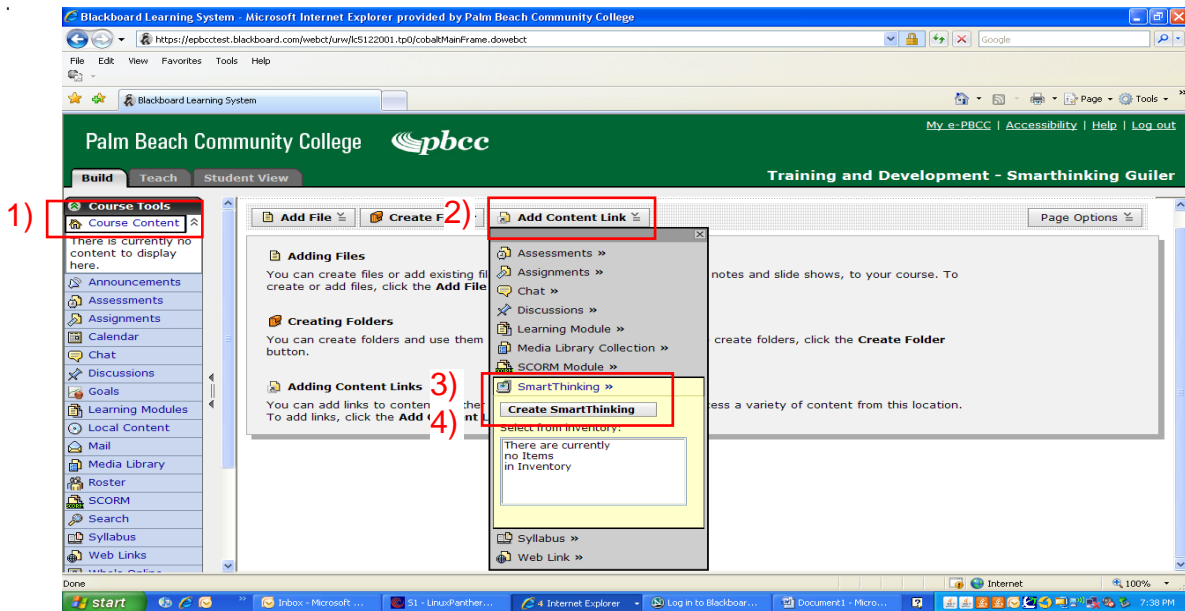 .
Blackboard Learning System - Microsoft Internet Explorer provided by Palm Beach Community College
https://epbcctest.blackboard.com/webct/urw/lc5122001.tp0/cobaltMainFrame.dowebct
Google
File Edit View Favorites Tools Help
Blackboard Learning System
Page Tools
My e-PBCC | Accessibility | Help | Log out
Palm Beach Community College pbcc
Build Teach Student View
Training and Development - Smarthinking Guiler
1)
Course Tools
Course Content
There is currently no
content to display
here.
Announcements
Assessments
Assignments
Calendar
Chat
Discussions
Goals
Learning Modules
Local Content
Mail
Media Library
Roster
SCORM
Search
Syllabus
Web Links
Add File Create F 2) Add Content Link Page Options
Adding Files
You can create files or add existing fil notes and slide shows, to your course. To
create or add files, click the Add File
Creating Folders
You can create folders and use them create folders, click the Create Folder
button.
Adding Content Links
You can add links to conten ther cess a variety of content from this location.
To add links, click the Add C nt L
Assessments »
Assignments »
Chat »
Discussions »
Learning Module »
Media Library Collection »
SCORM Module »
3)
SmartThinking »
4)
Create SmartThinking
Select from inventory:
There are currently
no Items
in Inventory
Syllabus »
Web Link »
Done Internet 100%
start Inbox - Microsoft ... S1 - LinuxPanther... 4 Internet Explorer Log in to Blackboar... Document1 - Micro... 7:38 PM